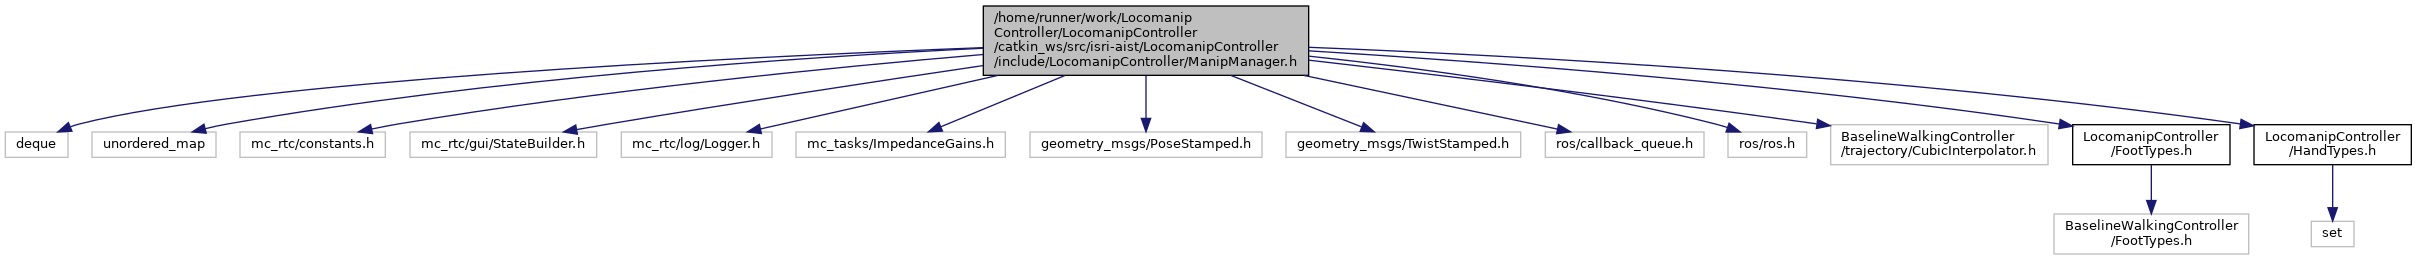 /home/runner/work/Locomanip
Controller/LocomanipController
/catkin_ws/src/isri-aist/LocomanipController
/include/LocomanipController/ManipManager.h
deque
unordered_map
mc_rtc/constants.h
mc_rtc/gui/StateBuilder.h
mc_rtc/log/Logger.h
mc_tasks/ImpedanceGains.h
geometry_msgs/PoseStamped.h
geometry_msgs/TwistStamped.h
ros/callback_queue.h
ros/ros.h
BaselineWalkingController
/trajectory/CubicInterpolator.h
LocomanipController
/FootTypes.h
LocomanipController
/HandTypes.h
BaselineWalkingController
/FootTypes.h
set